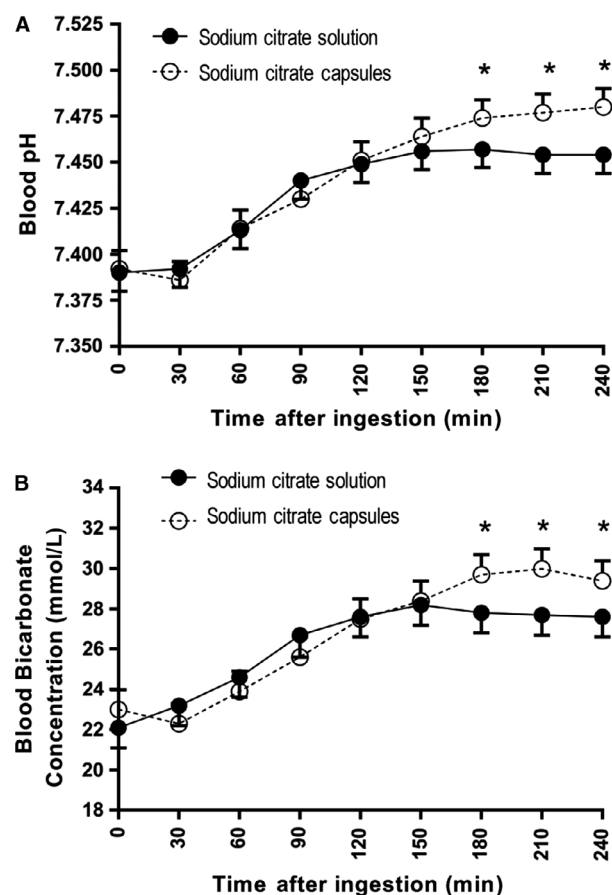 A
7.525
7.500
7.475
7.450
7.425
7.400
7.375
7.350
Blood pH
Sodium citrate solution
Sodium citrate capsules
* * *
0 30 60 90 120 150 180 210 240
Time after ingestion (min)
B
34
32
30
28
26
24
22
20
18
Blood Bicarbonate
Concentration (mmol/L)
Sodium citrate solution
Sodium citrate capsules
* * *
0 30 60 90 120 150 180 210 240
Time after ingestion (min)